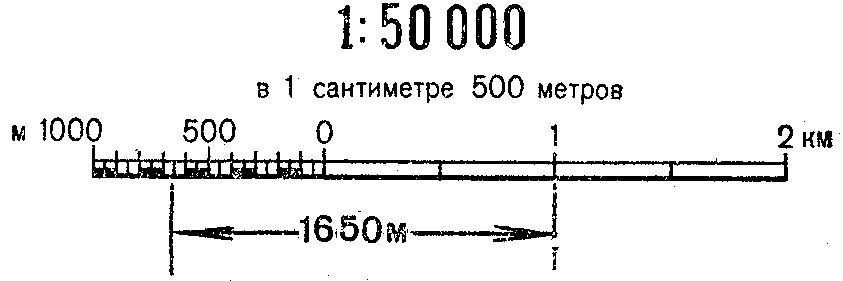 1:50 000
в 1 сантиметре 500 метров
м 1000 500 0 1 2 км
1650м